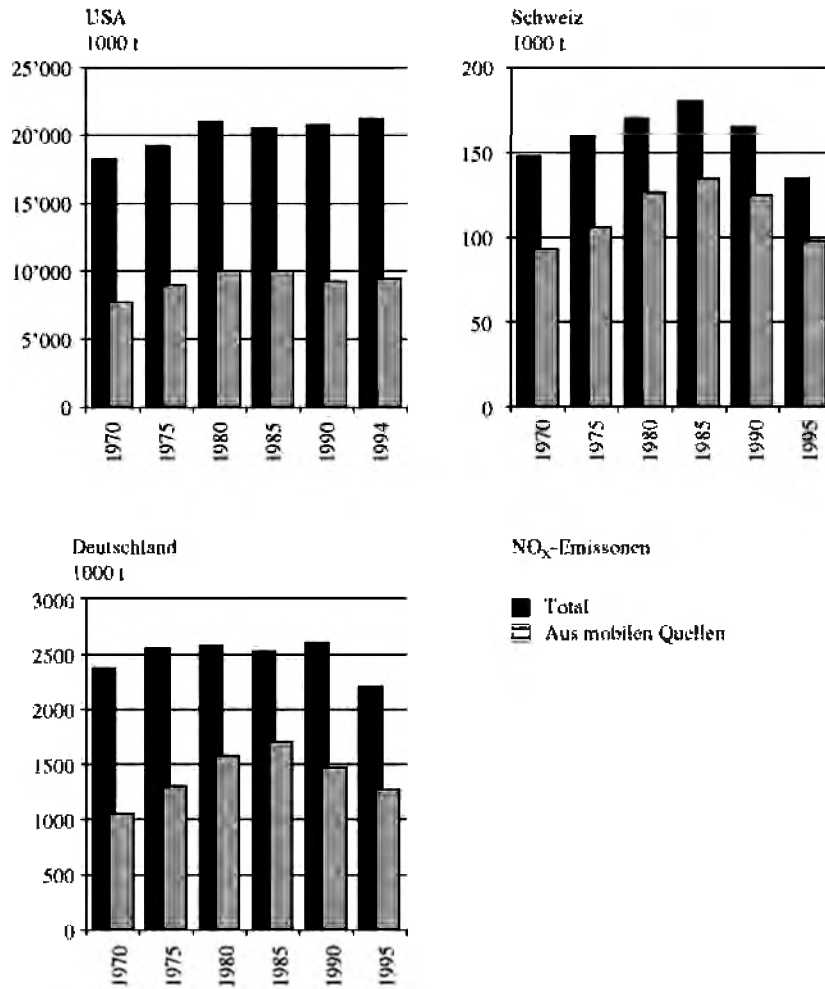 USA
1000 t
25'000
20'000
15'000
10'000
5'000
0
1970 1975 1980 1985 1990 1994
Schweiz
1000 t
200
150
100
50
0
1970 1975 1980 1985 1990 1995
Deutschland
1000 t
3000
2500
2000
1500
1000
500
0
1970 1975 1980 1985 1990 1995
NOx-Emissonen
Total
Aus mobilen Quellen